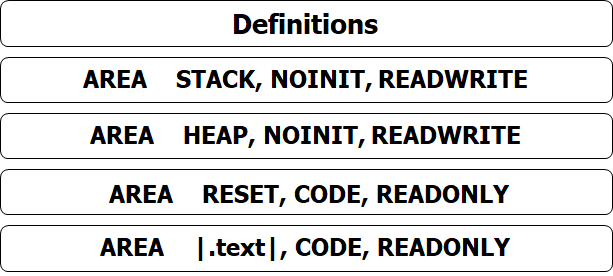 Definitions
AREA STACK, NOINIT, READWRITE
AREA HEAP, NOINIT, READWRITE
AREA RESET, CODE, READONLY
AREA |.text|, CODE, READONLY